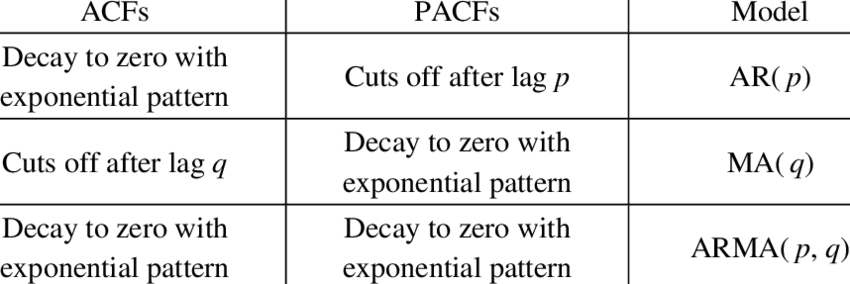 ACFs PACFs Model
Decay to zero with
exponential pattern
Cuts off after lag p
AR( p)
Cuts off after lag q
Decay to zero with
exponential pattern
MA( q)
Decay to zero with
exponential pattern
Decay to zero with
exponential pattern
ARMA( p, q)